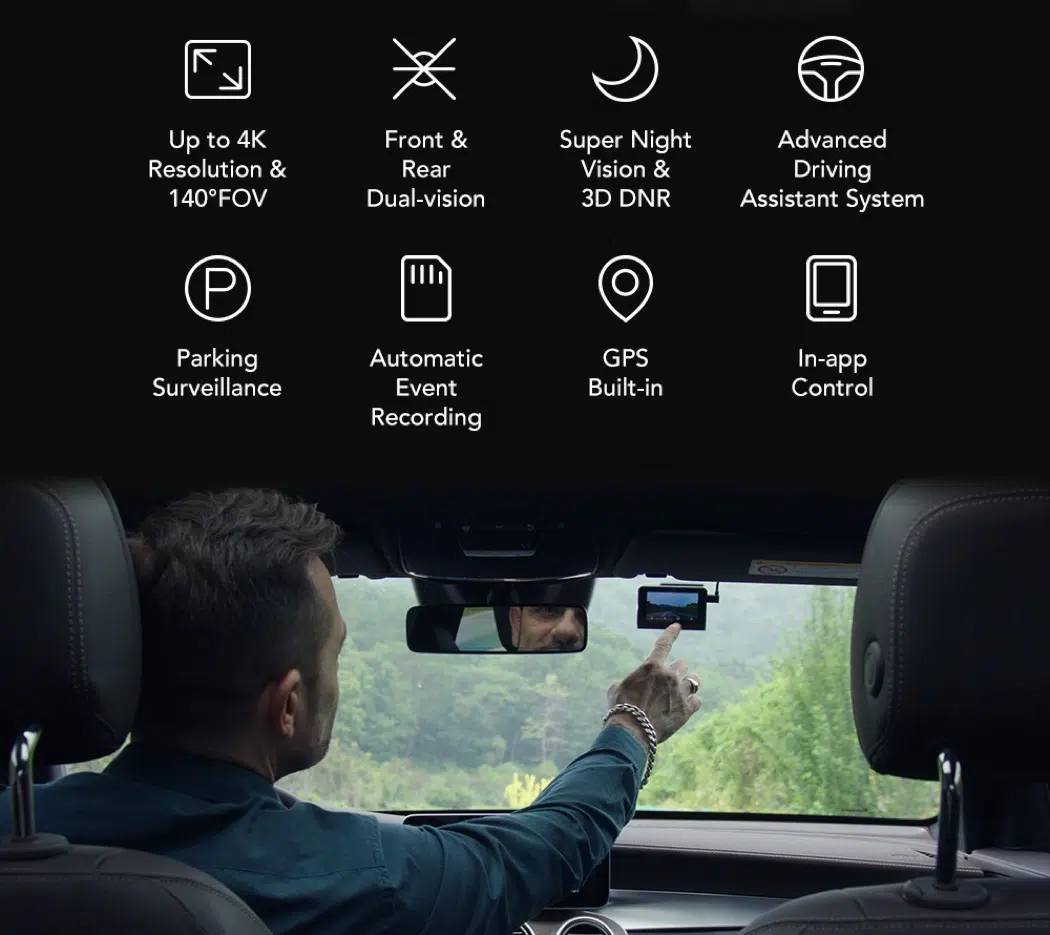 Up to 4K
Resolution &
140°FOV
Front &
Rear
Dual-vision
Super Night
Vision &
3D DNR
Advanced
Driving
Assistant System
P
Parking
Surveillance
Automatic
Event
Recording
GPS
Built-in
In-app
Control